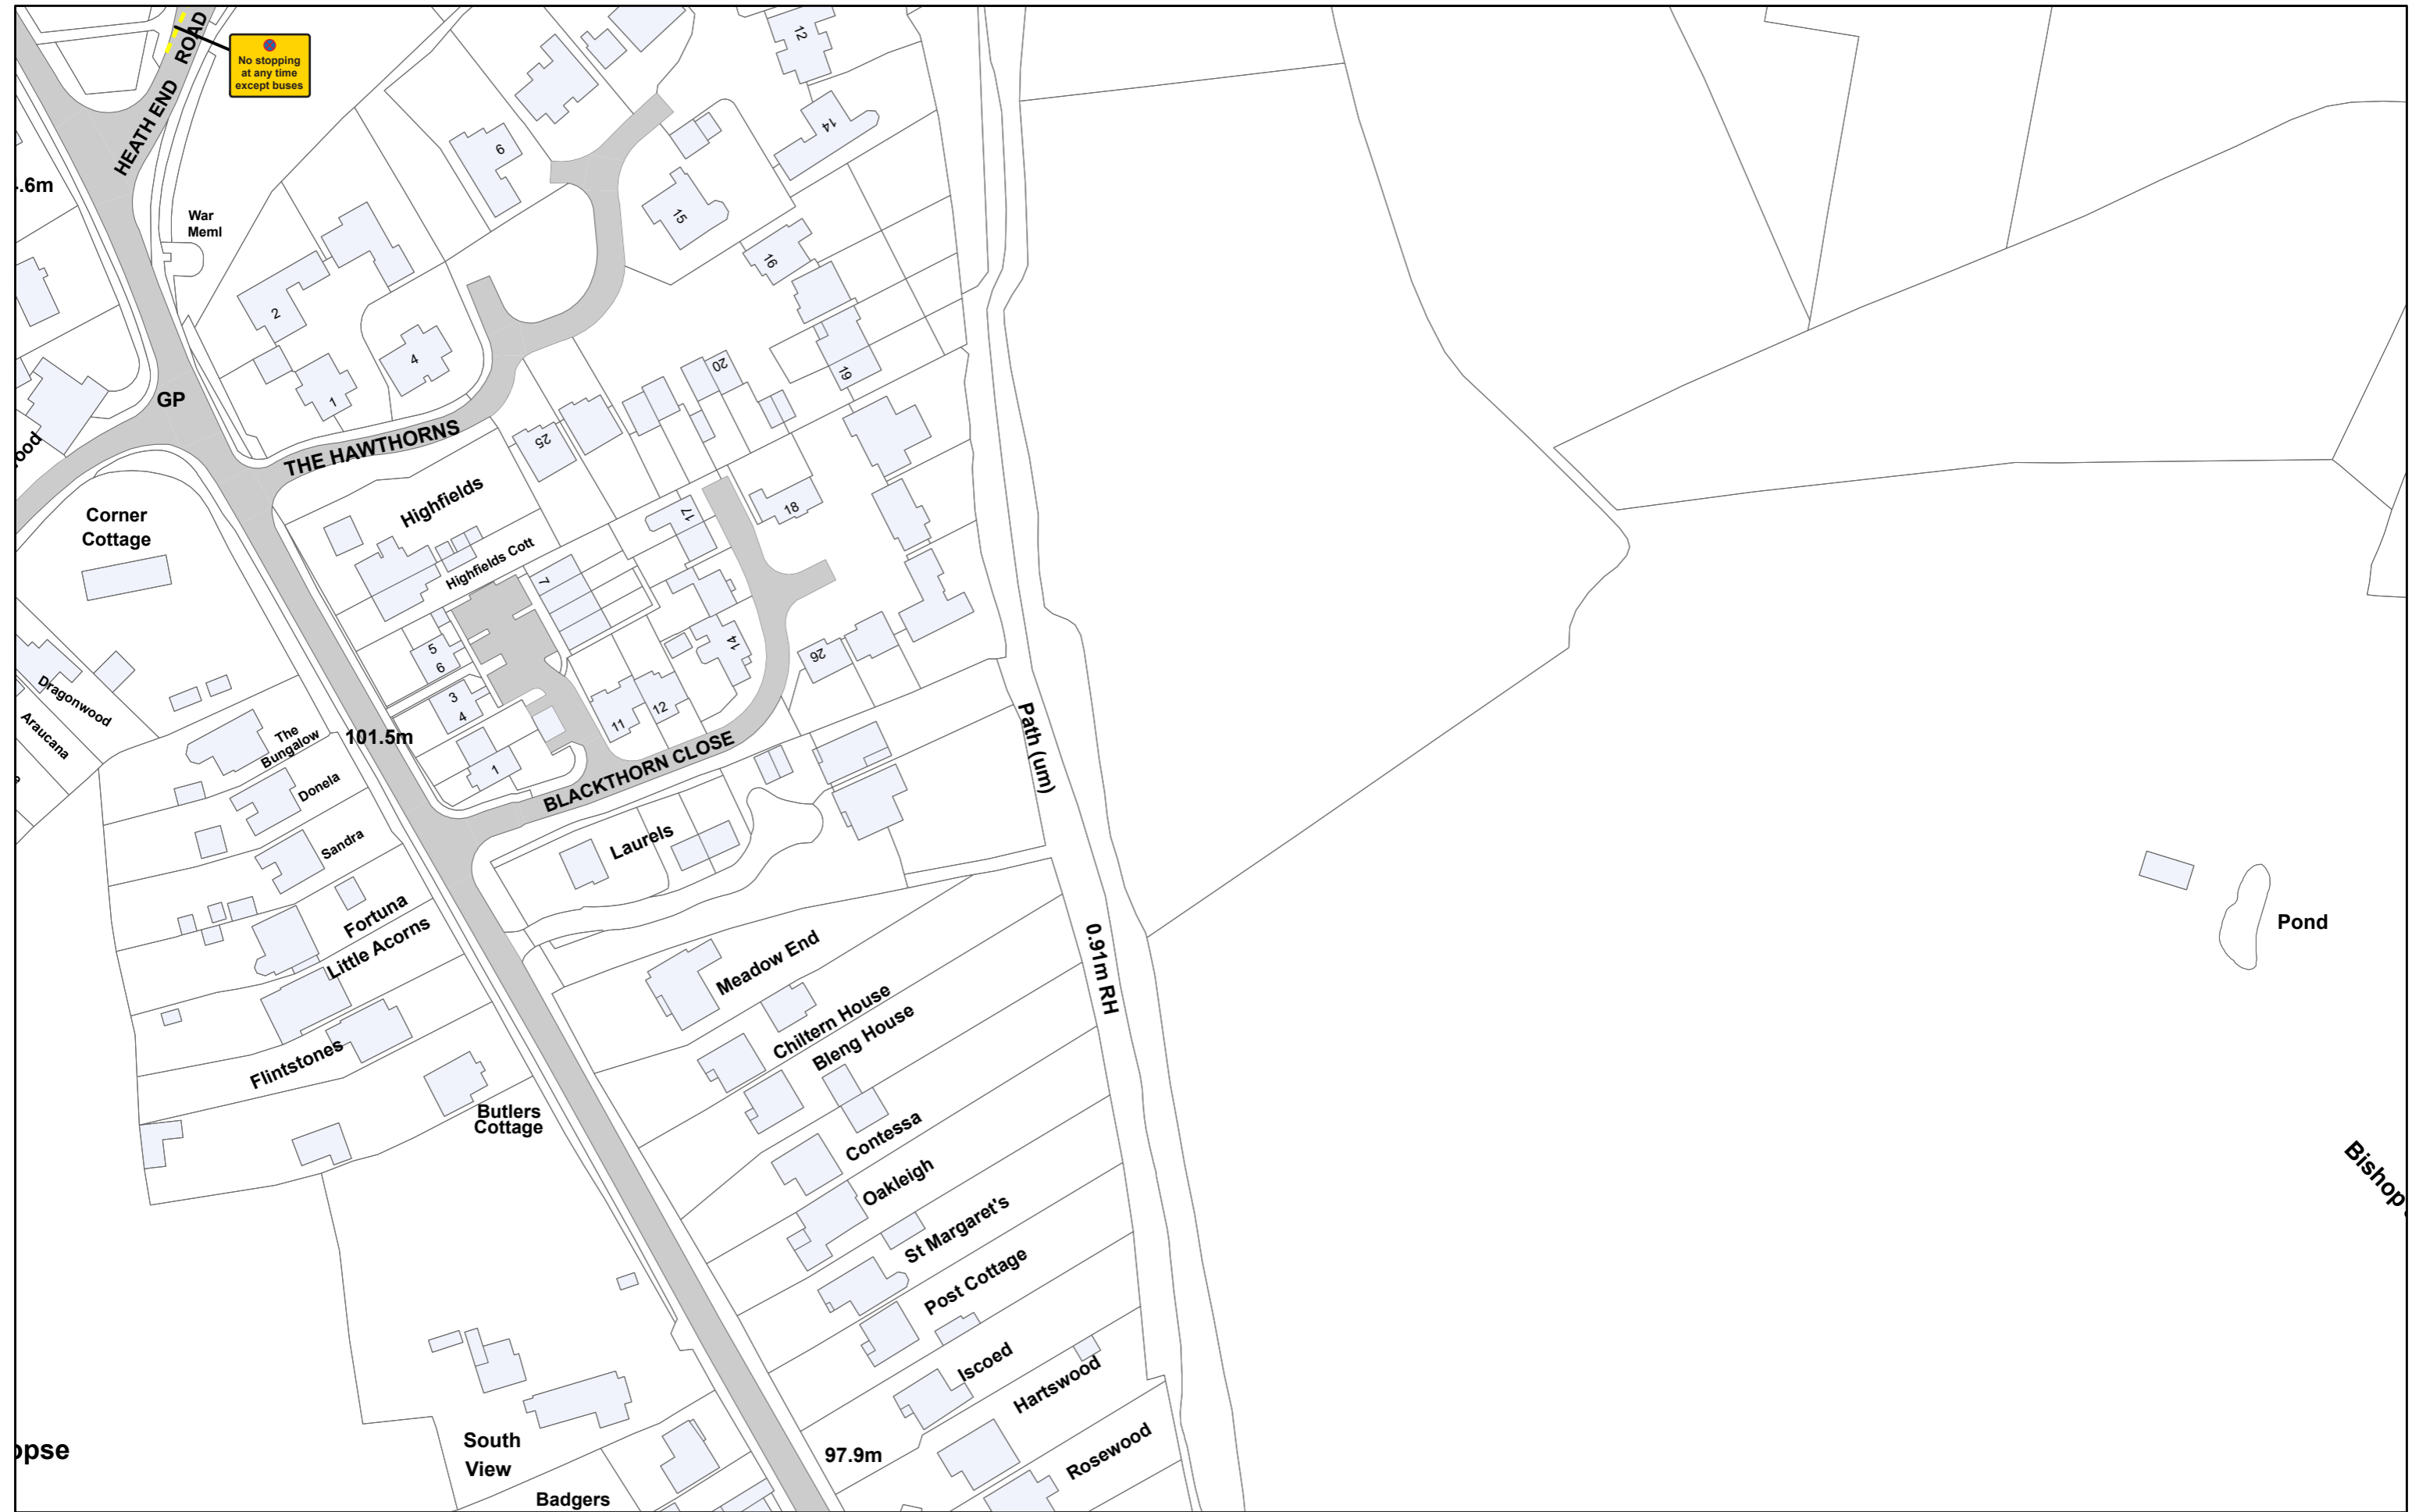 HEATH END ROAD
No stopping
at any time
except buses
12
14
9
.6m
War
Meml
15
16
2
4
1
GP
20
19
THE HAWTHORNS
25
Highfields
Corner
Cottage
17
18
Highfields Cott
7
5
6
14
26
3
4
11
12
Dragonwood
Araucana
The
Bungalow
101.5m
1
BLACKTHORN CLOSE
Path (um)
Donela
Sandra
Laurels
Fortuna
Little Acorns
Pond
Meadow End
0.91m RH
Chiltern House
Bleng House
Flintstones
Butlers
Cottage
Contessa
Oakleigh
Bishop
St Margaret's
Post Cottage
Iscoed
Hartswood
South
View
97.9m
Rosewood
opse
Badgers